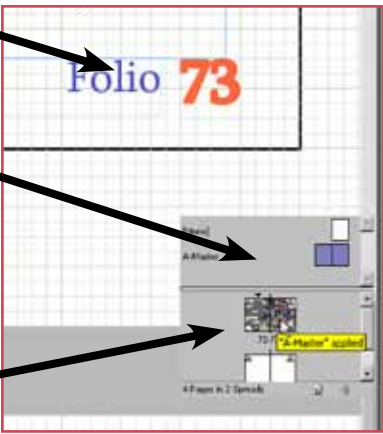 Folio 73
[None]
A-Master
"A-Master" applied
4 Pages in 2 Spreads